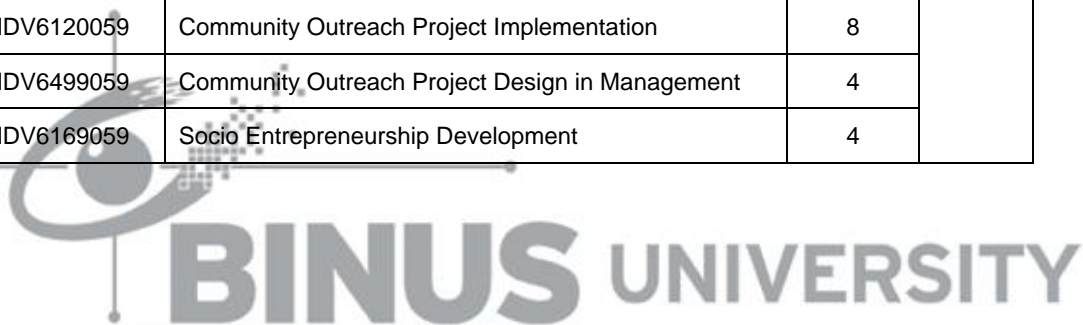 IDV6120059 Community Outreach Project Implementation 8
IDV6499059 Community Outreach Project Design in Management 4
IDV6169059 Socio Entrepreneurship Development 4
BINUS UNIVERSITY